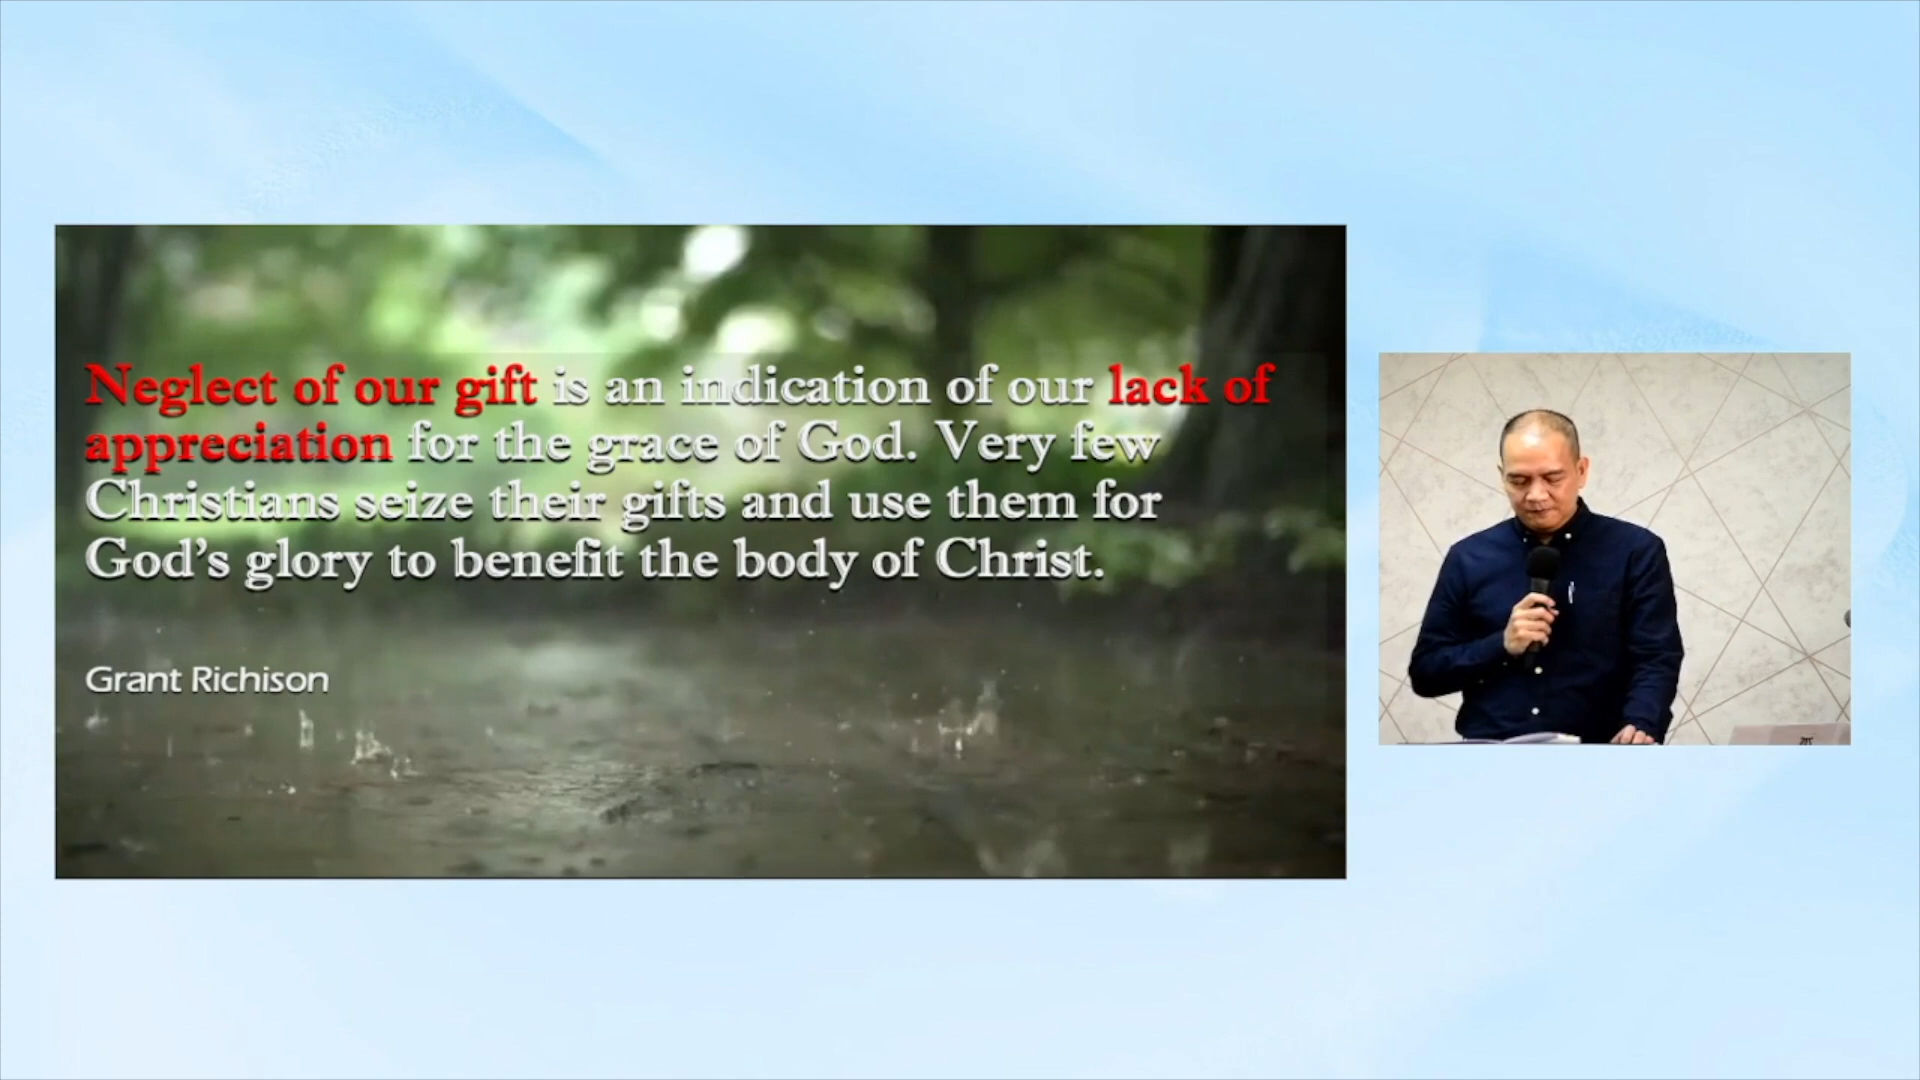 Neglect of our gift is an indication of our lack of
appreciation for the grace of God. Very few
Christians seize their gifts and use them for
God’s glory to benefit the body of Christ.
Grant Richison